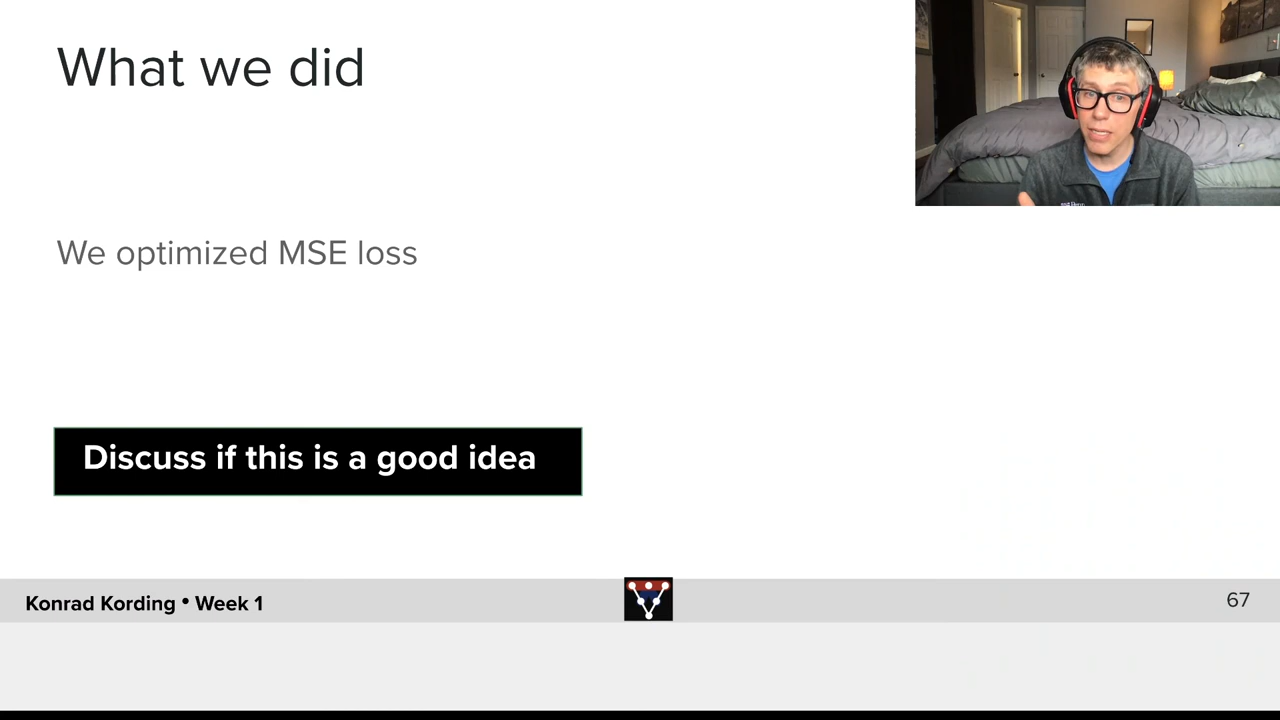 What we did
We optimized MSE loss
Discuss if this is a good idea
Konrad Kording • Week 1
67